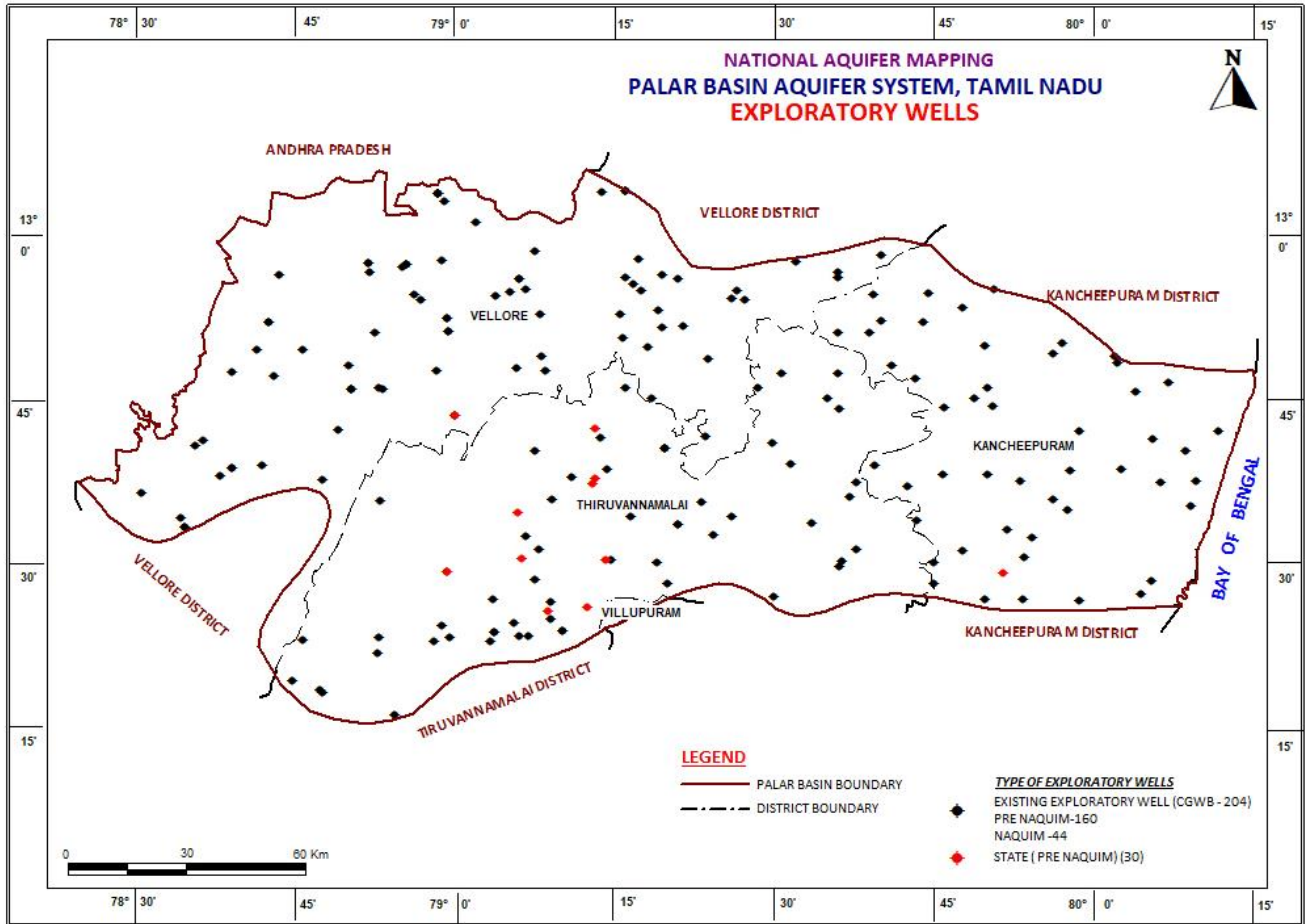 78° 30' 45' 79° 0' 15' 30' 45' 80° 0' 15'
NATIONAL AQUIFER MAPPING
PALAR BASIN AQUIFER SYSTEM, TAMIL NADU
EXPLORATORY WELLS
N
ANDHRA PRADESH
VELLORE DISTRICT
13° 13°
0' 0'
KANCHEEPURAM DISTRICT
VELLORE
45' 45'
KANCHEEPURAM
THIRUVANNAMALAI
BAY OF BENGAL
30' 30'
VELLORE DISTRICT
VILLUPURAM
KANCHEEPURAM DISTRICT
TIRUVANNAMALAI DISTRICT
15' 15'
LEGEND
PALAR BASIN BOUNDARY
DISTRICT BOUNDARY
TYPE OF EXPLORATORY WELLS
EXISTING EXPLORATORY WELL (CGWB - 204)
PRE NAQUIM-160
NAQUIM -44
STATE ( PRE NAQUIM) (30)
0 30 60 Km
78° 30' 45' 79° 0' 15' 30' 45' 80° 0' 15'